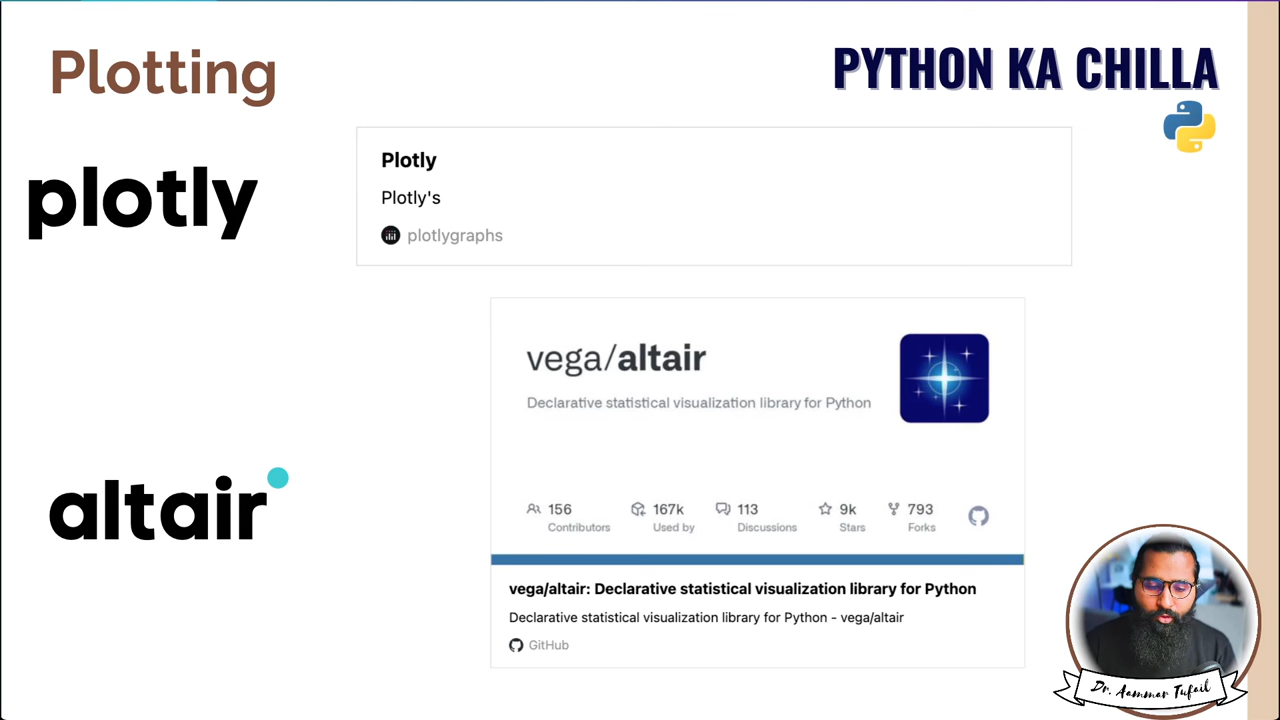 Plotting
PYTHON KA CHILLA
plotly
Plotly
Plotly's
plotlygraphs
vega/altair
Declarative statistical visualization library for Python
156 Contributors
167k Used by
113 Discussions
9k Stars
793 Forks
altair
vega/altair: Declarative statistical visualization library for Python
Declarative statistical visualization library for Python - vega/altair
GitHub
Dr. Aammar Tufail